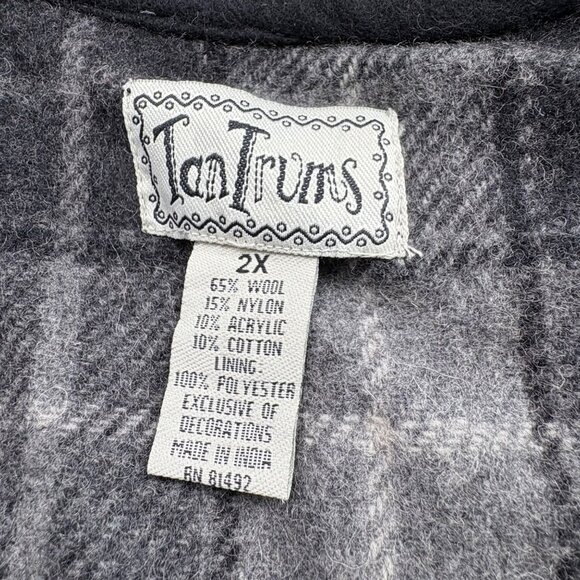 TanTrums
2X
65% WOOL
15% NYLON
10% ACRYLIC
10% COTTON
LINING.
100% POLYESTER
EXCLUSIVE OF
DECORATIONS
MADE IN INDIA
RN 81492